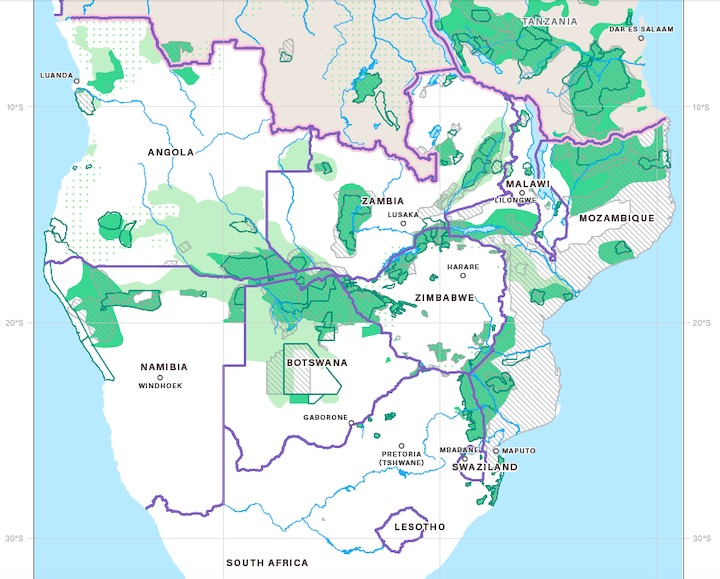 TANZANIA
DAR ES SALAAM
LUANDA
10°S
10°S
ANGOLA
MALAWI
ZAMBIA
LILONGWE
LUSAKA
MOZAMBIQUE
HARARE
ZIMBABWE
20°S
20°S
BOTSWANA
NAMIBIA
WINDHOEK
GABORONE
PRETORIA
(TSHWANE)
MBABANE
MAPUTO
SWAZILAND
LESOTHO
30°S
30°S
SOUTH AFRICA